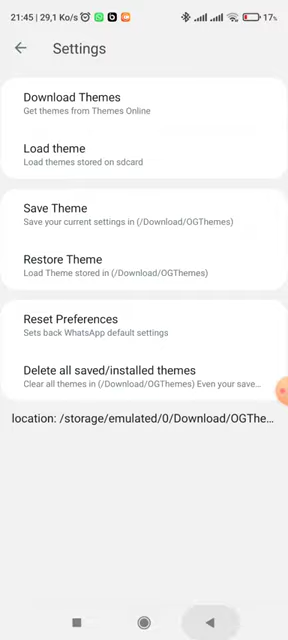 21:45 | 29,1 Ko/s
17%
Settings
Download Themes
Get themes from Themes Online
Load theme
Load themes stored on sdcard
Save Theme
Save your current settings in (/Download/OGThemes)
Restore Theme
Load Theme stored in (/Download/OGThemes)
Reset Preferences
Sets back WhatsApp default settings
Delete all saved/installed themes
Clear all themes in (/Download/OGThemes) Even your save...
location: /storage/emulated/0/Download/OGThe...